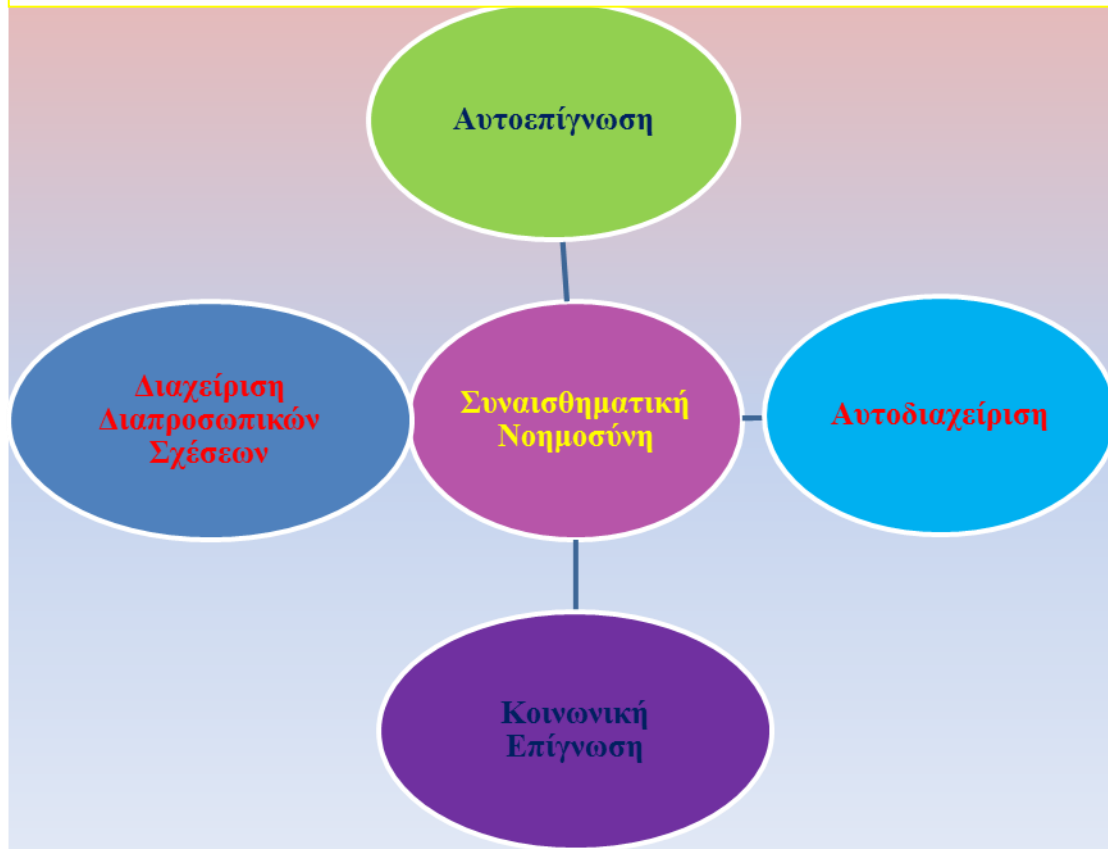 Αυτοεπίγνωση
Διαχείριση
Διαπροσωπικών
Σχέσεων
Συναισθηματική
Νοημοσύνη
Αυτοδιαχείριση
Κοινωνική
Επίγνωση